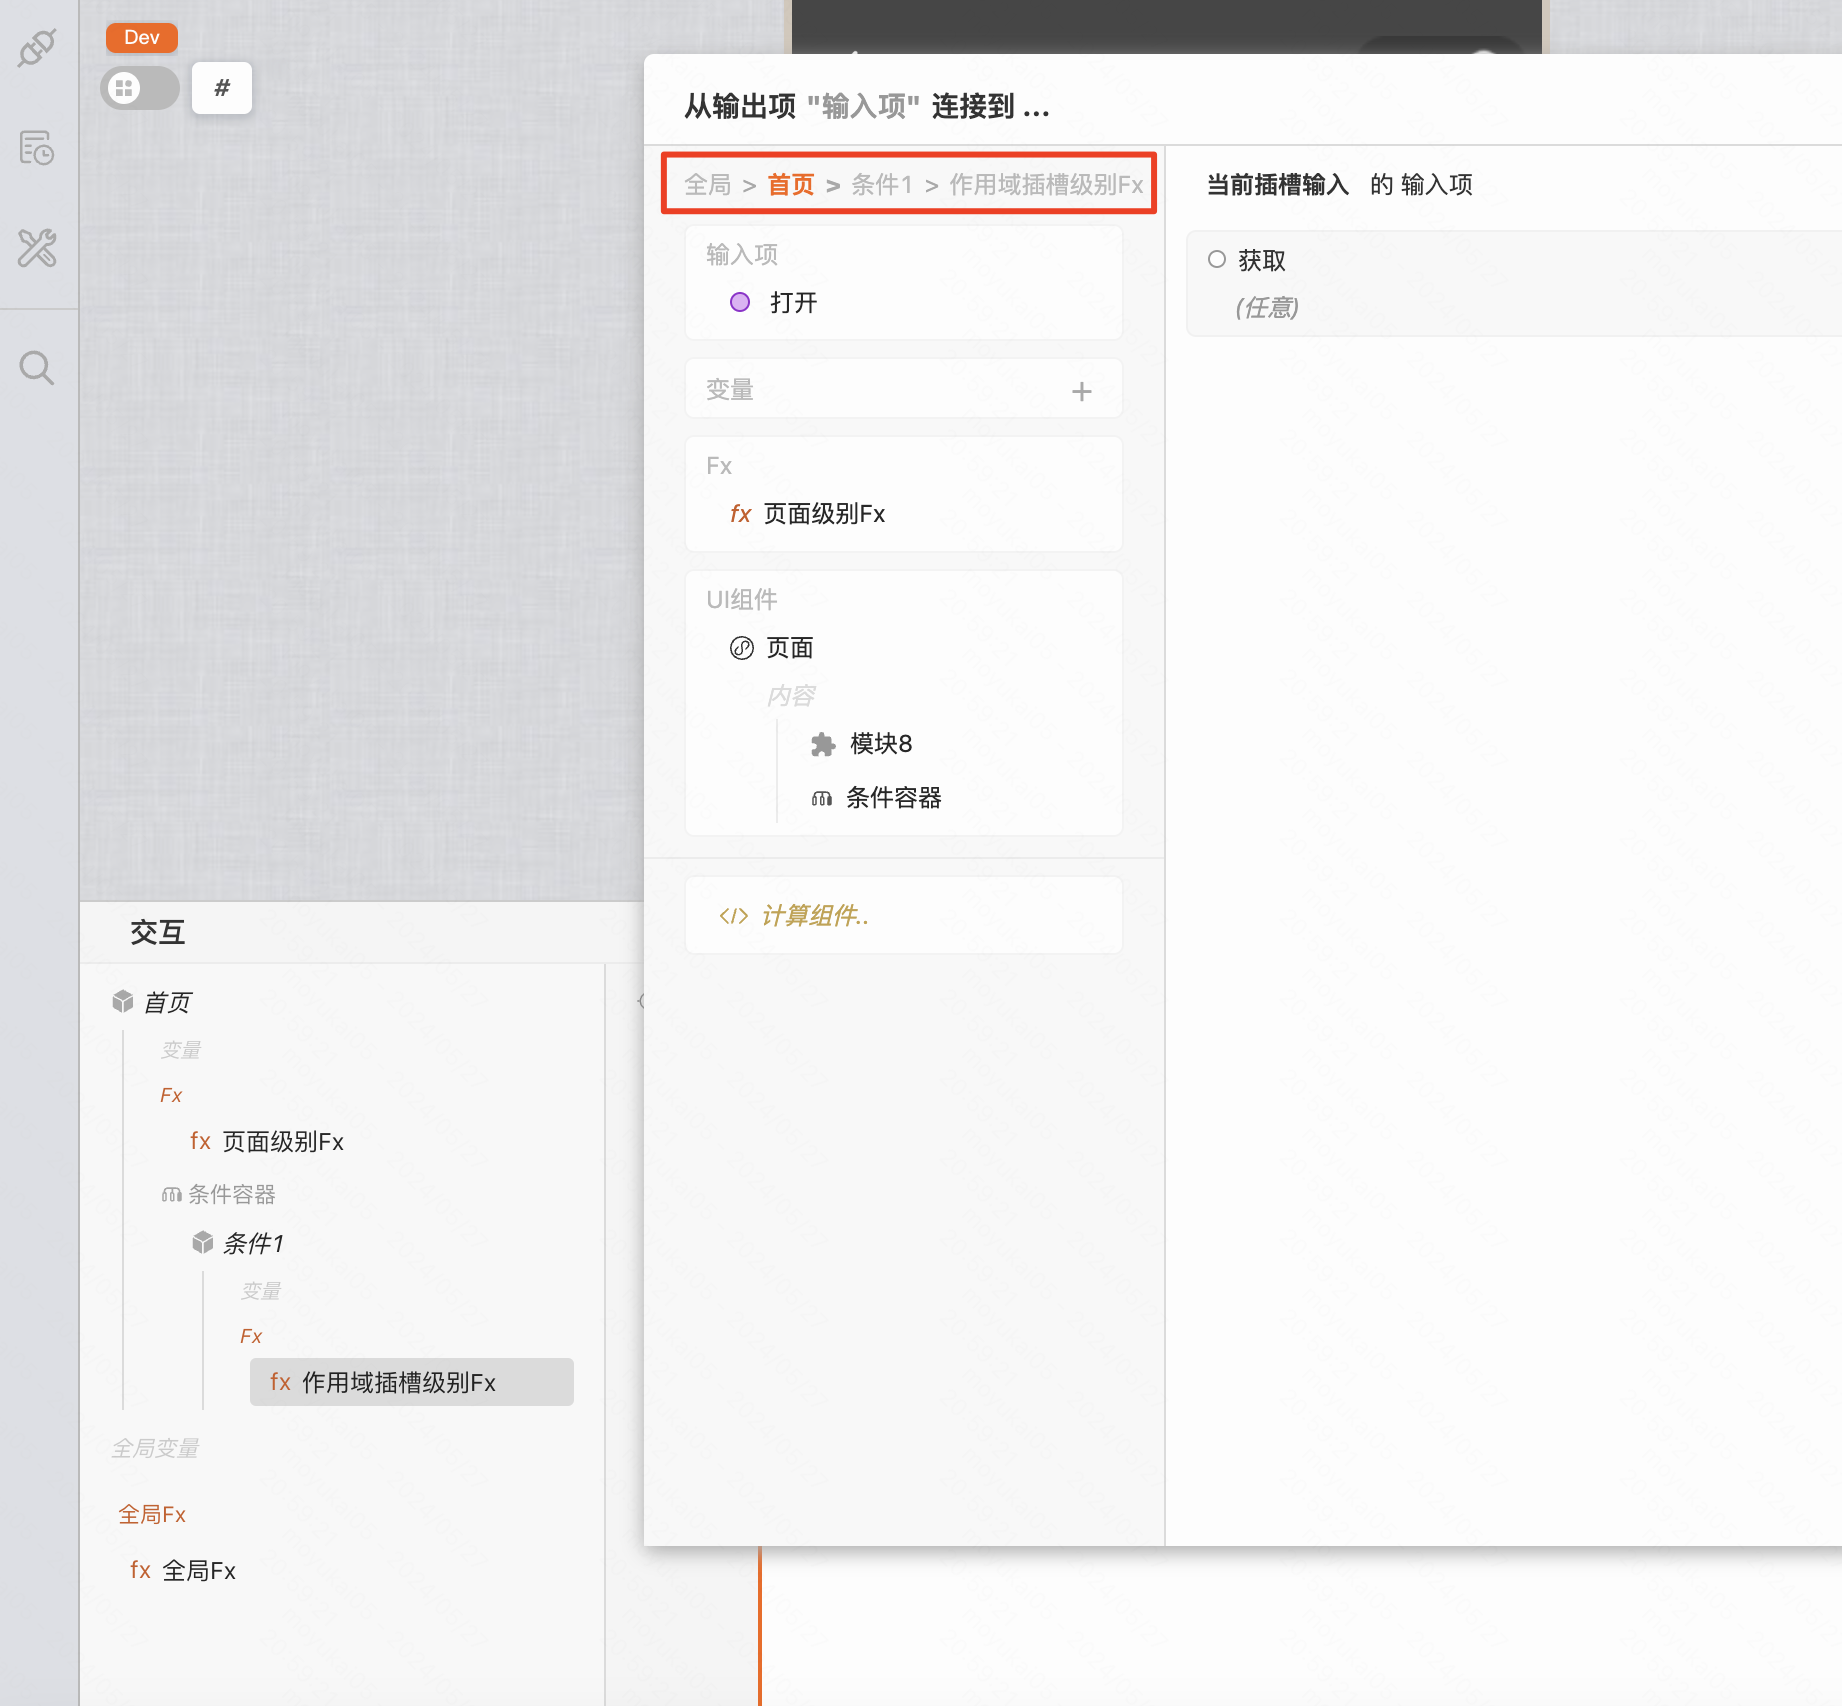 Dev
#
从输出项 "输入项" 连接到 ...
全局 > 首页 > 条件1 > 作用域插槽级别Fx
输入项
打开
变量 +
Fx
fx 页面级别Fx
UI组件
页面
内容
模块8
条件容器
</> 计算组件..
当前插槽输入 的 输入项
获取
(任意)
交互
首页
变量
Fx
fx 页面级别Fx
条件容器
条件1
变量
Fx
fx 作用域插槽级别Fx
全局变量
全局Fx
fx 全局Fx